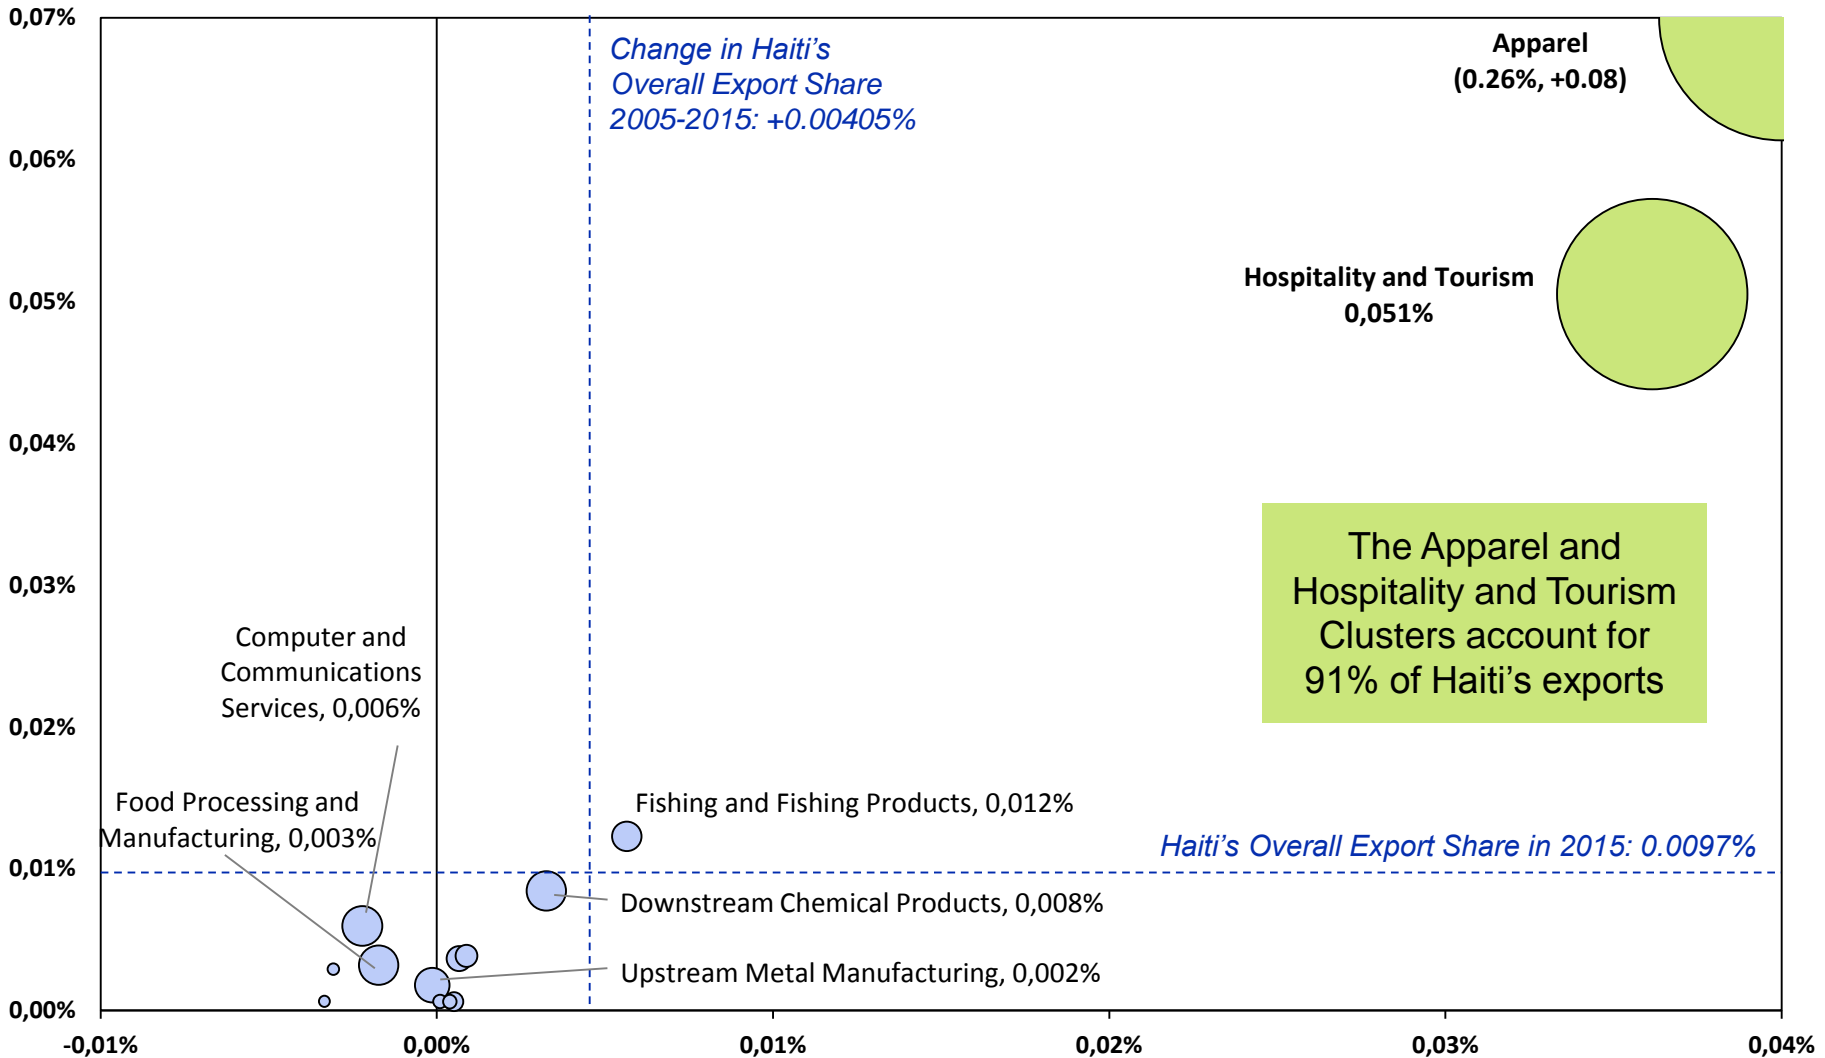 0,07%
0,06%
0,05%
0,04%
0,03%
0,02%
0,01%
0,00%
-0,01%
0,00%
0,01%
0,02%
0,03%
0,04%
Change in Haiti's
Overall Export Share
2005-2015: +0.00405%
Apparel
(0.26%, +0.08)
Hospitality and Tourism
0,051%
The Apparel and
Hospitality and Tourism
Clusters account for
91% of Haiti's exports
Computer and
Communications
Services, 0,006%
Food Processing and
Manufacturing, 0,003%
Fishing and Fishing Products, 0,012%
Haiti's Overall Export Share in 2015: 0.0097%
Downstream Chemical Products, 0,008%
Upstream Metal Manufacturing, 0,002%